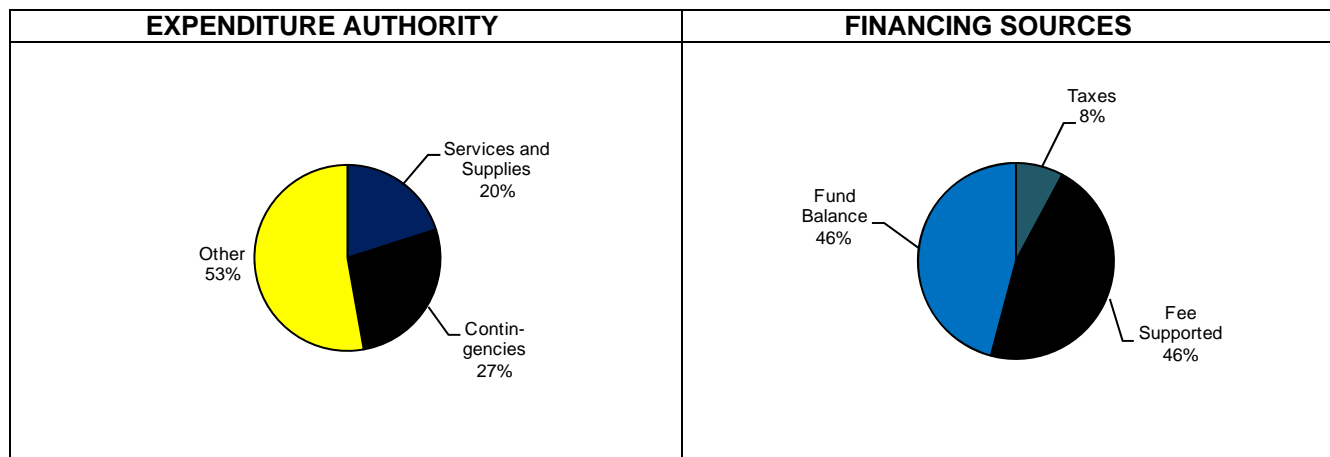 EXPENDITURE AUTHORITY
Services and
Supplies
20%
Contin-
gencies
27%
Other
53%
FINANCING SOURCES
Taxes
8%
Fee
Supported
46%
Fund
Balance
46%